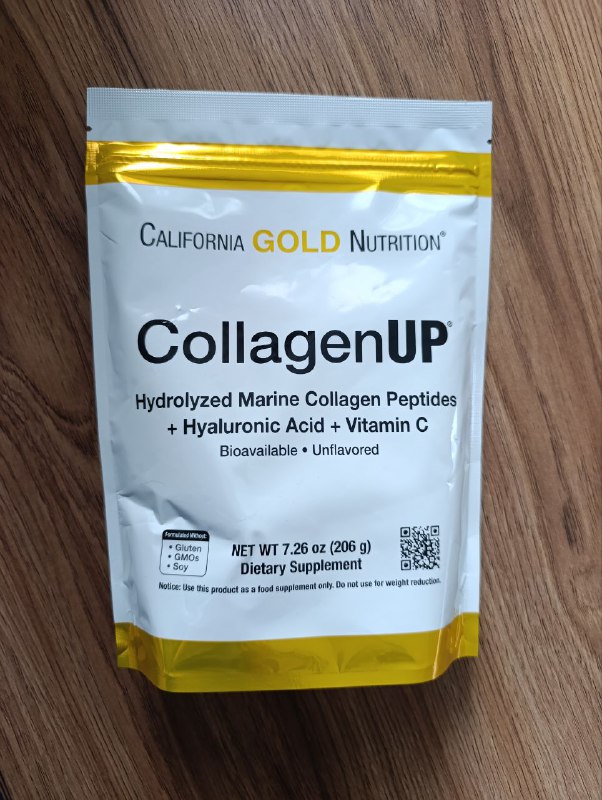 CALIFORNIA GOLD NUTRITION®
CollagenUP®
Hydrolyzed Marine Collagen Peptides
+ Hyaluronic Acid + Vitamin C
Bioavailable • Unflavored
Formulated Without:
• Gluten
• GMOs
• Soy
NET WT 7.26 oz (206 g)
Dietary Supplement
Notice: Use this product as a food supplement only. Do not use for weight reduction.